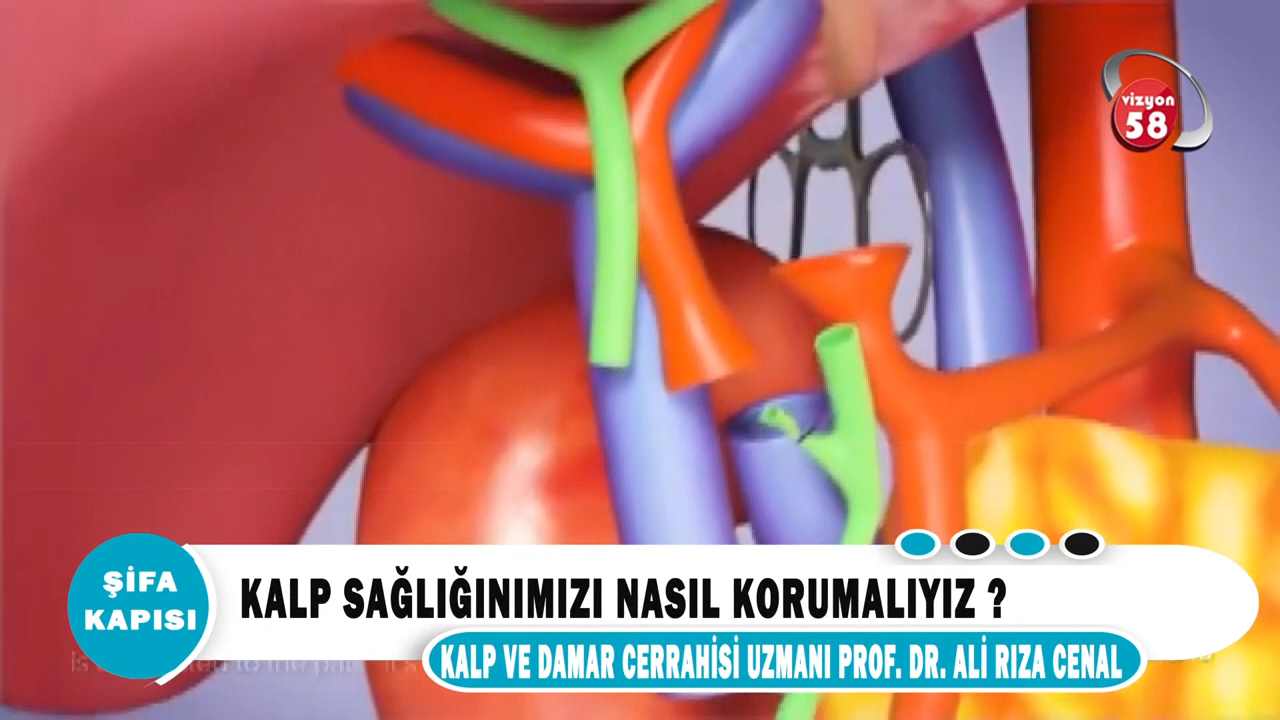 vizyon
58
ŞİFA
KAPISI
KALP SAĞLIĞINIMIZI NASIL KORUMALIYIZ ?
KALP VE DAMAR CERRAHİSİ UZMANI PROF. DR. ALİ RIZA CENAL